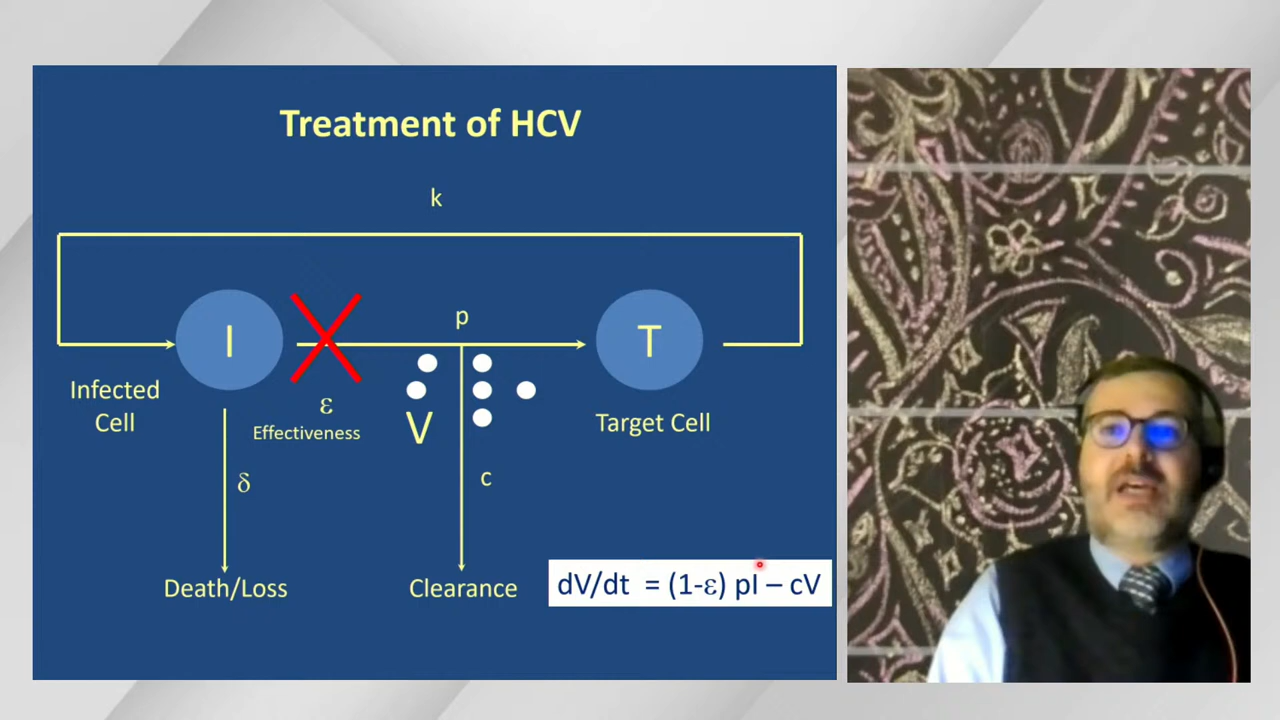 Treatment of HCV
k
I
p
T
Infected
Cell
ε
Effectiveness
V
Target Cell
δ
c
Death/Loss
Clearance
dV/dt = (1-ε) pI – cV